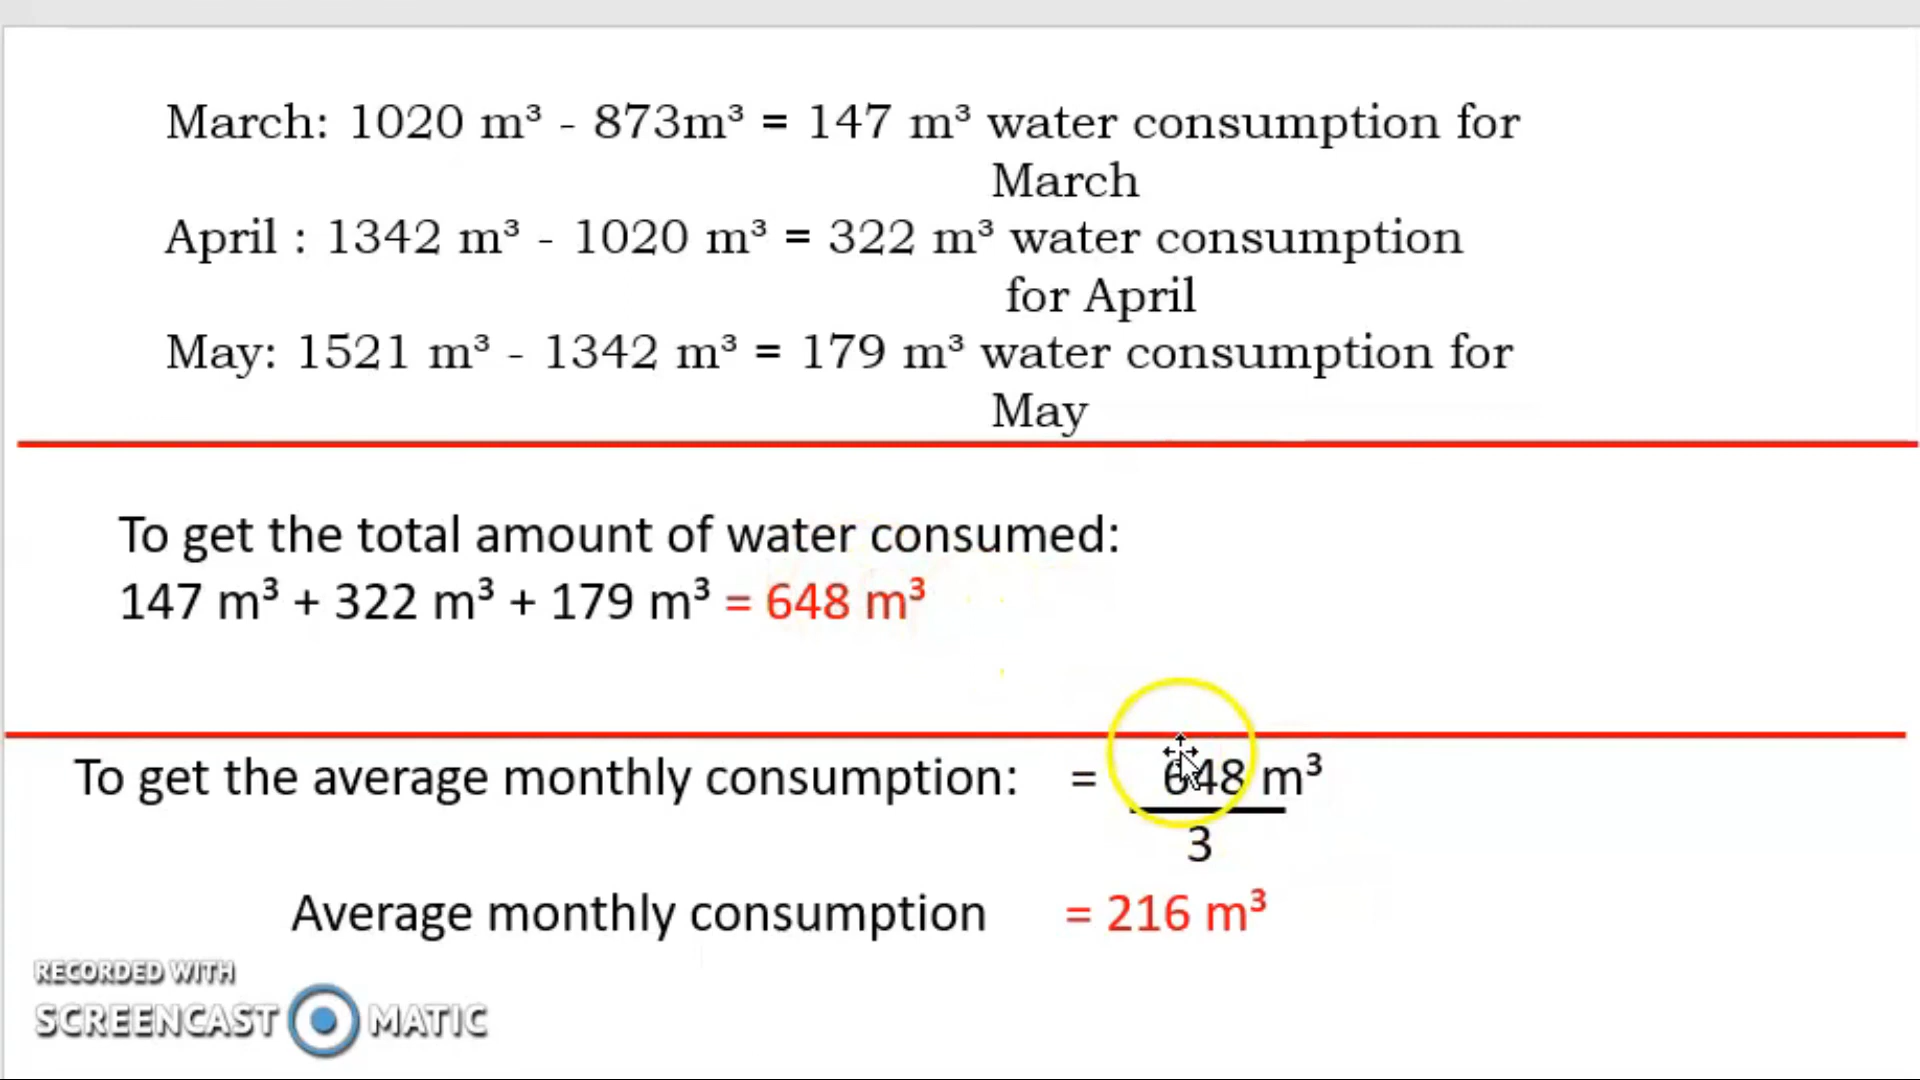 March: 1020 m³ - 873m³ = 147 m³ water consumption for
March
April : 1342 m³ - 1020 m³ = 322 m³ water consumption
for April
May: 1521 m³ - 1342 m³ = 179 m³ water consumption for
May
To get the total amount of water consumed:
147 m³ + 322 m³ + 179 m³ = 648 m³
To get the average monthly consumption: = 648 m³
3
Average monthly consumption = 216 m³
RECORDED WITH
SCREENCAST MATIC